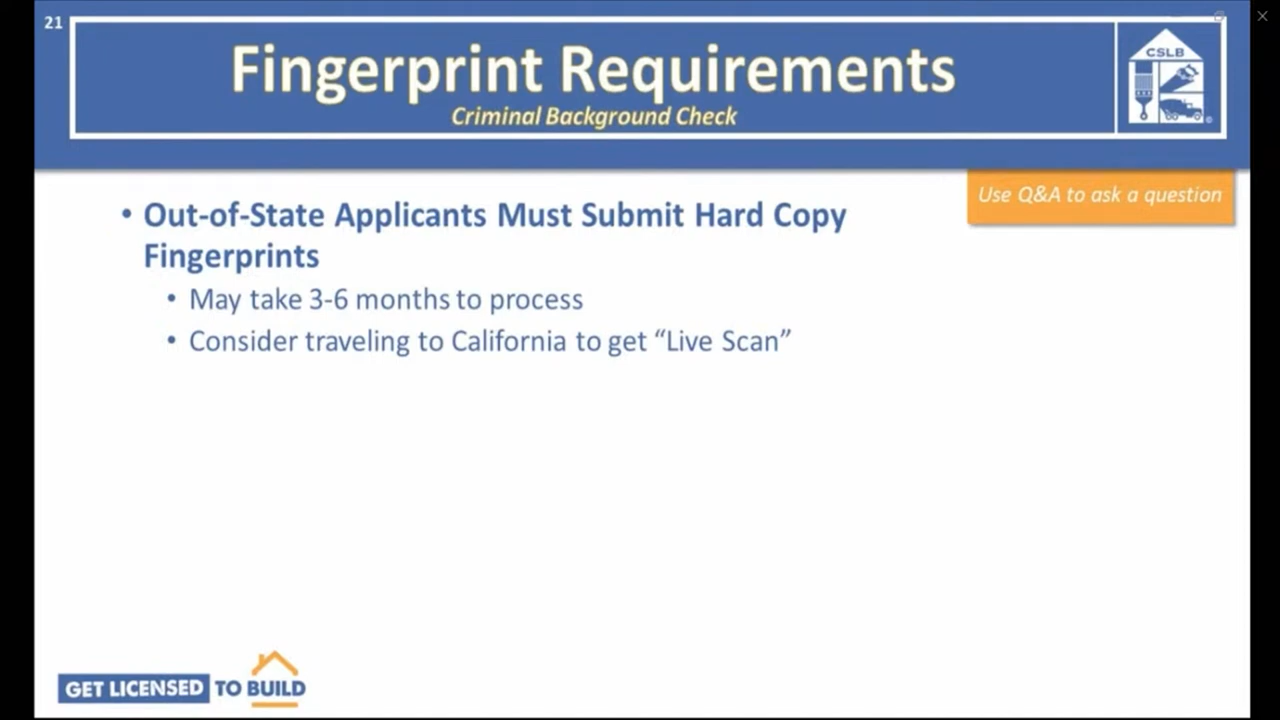 21
Fingerprint Requirements
Criminal Background Check
CSLB
Use Q&A to ask a question
• Out-of-State Applicants Must Submit Hard Copy
Fingerprints
• May take 3-6 months to process
• Consider traveling to California to get “Live Scan”
GET LICENSED TO BUILD